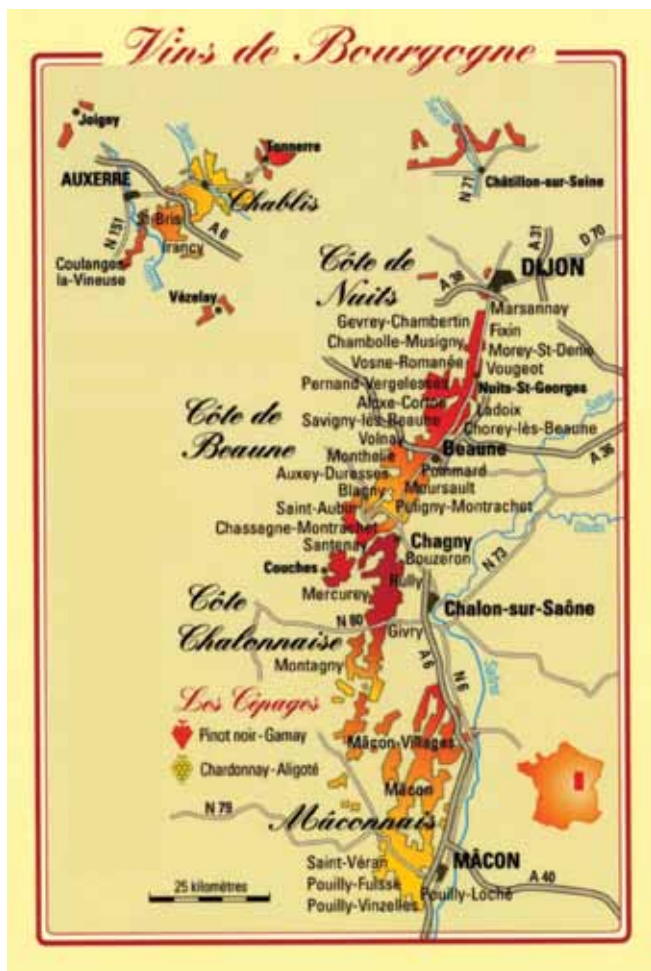 Vins de Bourgogne
Joigny
Tonnerre
AUXERRE
Chablis
St-Bris
Irancy
N 151
A 6
Coulanges
la-Vineuse
Vézelay
Seine
N 71
Châtillon-sur-Seine
A 31
D 70
Côte de
Nuits
A 38
DIJON
Marsannay
Gevrey-Chambertin
Fixin
Chambolle-Musigny
Morey-St-Denis
Vosne-Romanée
Vougeot
Pernand-Vergelesses
Nuits-St-Georges
Aloxe-Corton
Ladoix
Côte de
Beaune
Savigny-lès-Beaune
Chorey-lès-Beaune
Volnay
Beaune
A 36
Monthelie
Pommard
Auxey-Duresses
Meursault
Blagny
Puligny-Montrachet
Saint-Aubin
Chassagne-Montrachet
Doubs
Santenay
Chagny
Bouzeron
N 73
Couches
Rully
Mercurey
Côte
Chalonnaise
Chalon-sur-Saône
N 80
Givry
A 6
N 6
Saône
Montagny
Les Cépages
Pinot noir-Gamay
Chardonnay-Aligoté
Mâcon-Villages
Mâcon
N 79
Mâconnais
Saint-Véran
MÂCON
Pouilly-Fuissé
A 40
Pouilly-Loché
Pouilly-Vinzelles
25 kilomètres